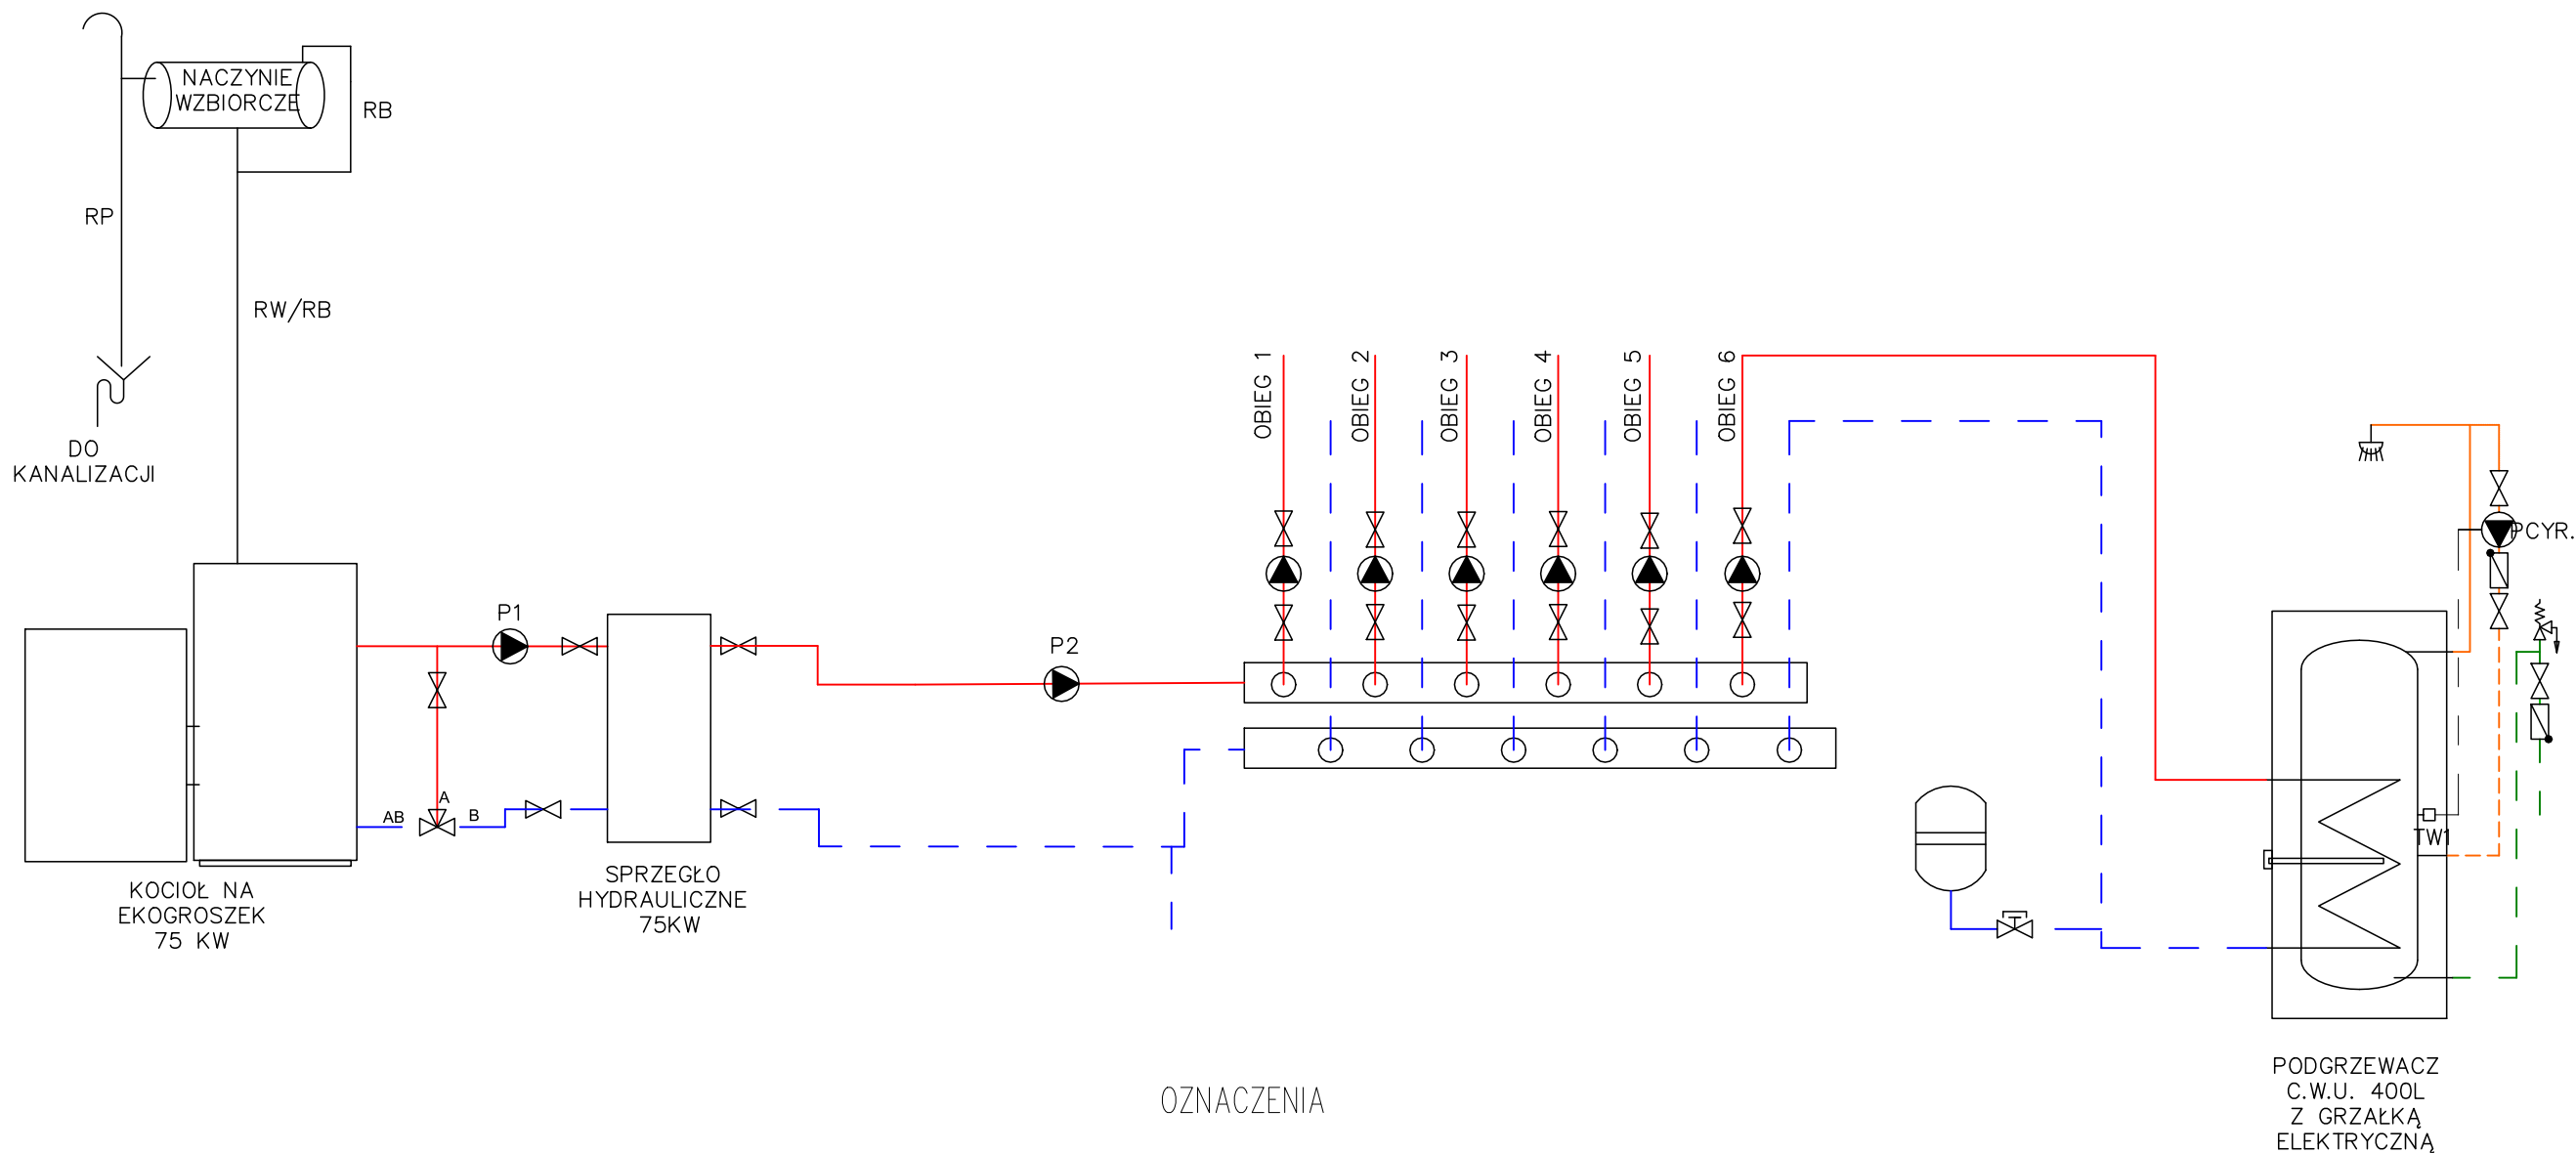 NACZYNIE
WZBIORCZE
RB
RP
RW/RB
DO
KANALIZACJI
OBIEG 1
OBIEG 2
OBIEG 3
OBIEG 4
OBIEG 5
OBIEG 6
PCYR.
P1
P2
A
AB
B
TW1
KOCIOŁ NA
EKOGROSZEK
75 KW
SPRZEGŁO
HYDRAULICZNE
75KW
PODGRZEWACZ
C.W.U. 400L
Z GRZAŁKĄ
ELEKTRYCZNĄ
OZNACZENIA